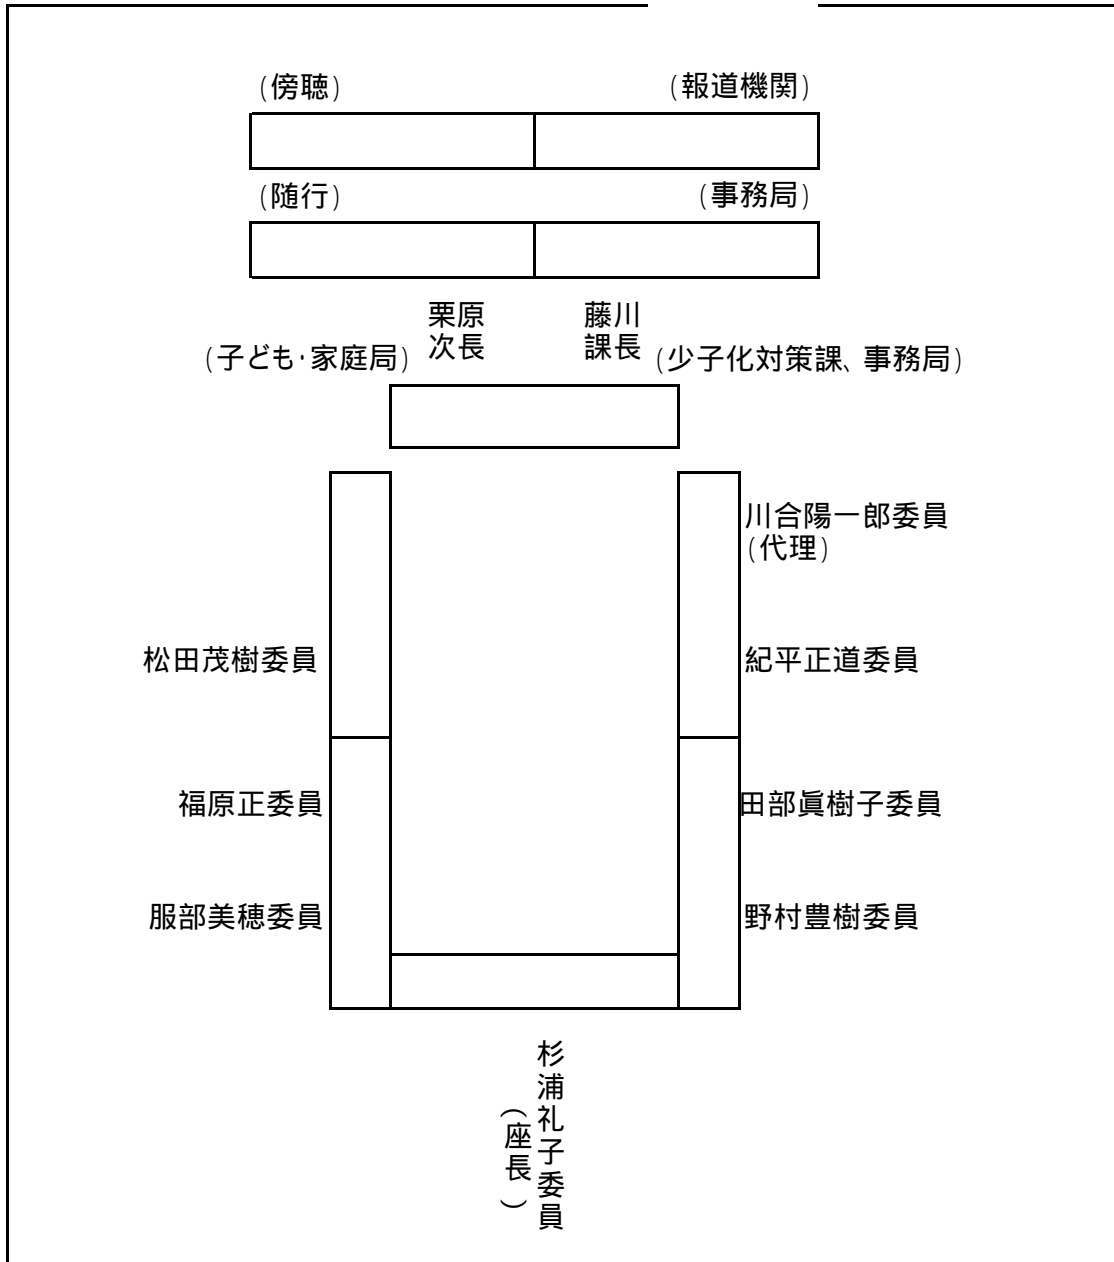 (傍聴)
(報道機関)
(随行)
(事務局)
栗原
次長
藤川
課長
(子ども・家庭局)
(少子化対策課、事務局)
川合陽一郎委員
(代理)
松田茂樹委員
紀平正道委員
福原正委員
田部眞樹子委員
服部美穂委員
野村豊樹委員
杉浦礼子委員
(座長)